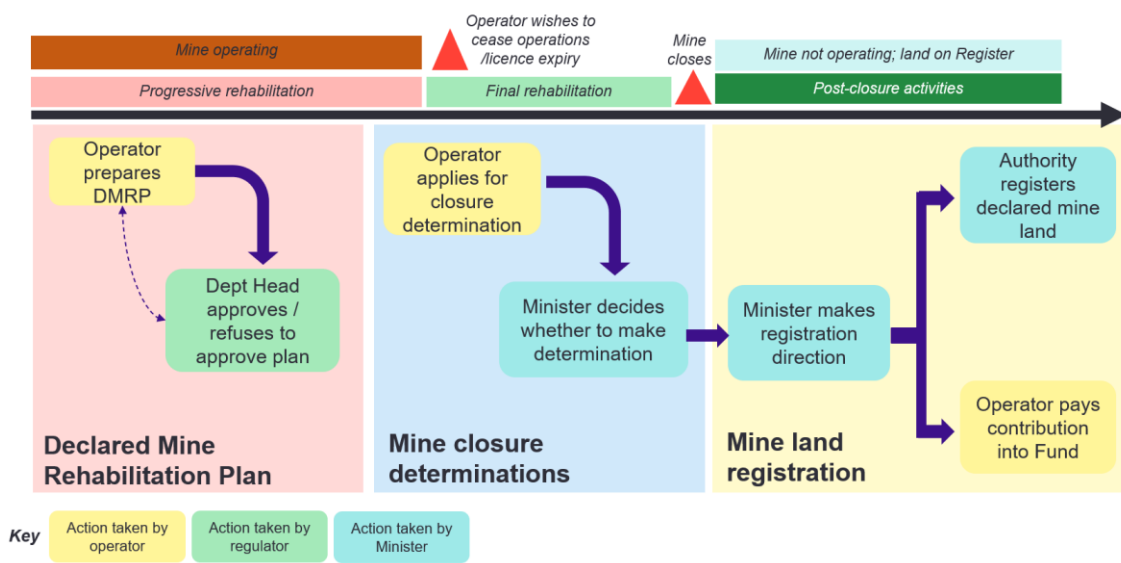 Mine operating
Operator wishes to
cease operations
/licence expiry
Mine
closes
Mine not operating; land on Register
Progressive rehabilitation
Final rehabilitation
Post-closure activities
Operator
prepares
DMRP
Dept Head
approves /
refuses to
approve plan
Declared Mine
Rehabilitation Plan
Operator
applies for
closure
determination
Minister decides
whether to make
determination
Mine closure
determinations
Minister makes
registration
direction
Authority
registers
declared mine
land
Operator pays
contribution
into Fund
Mine land
registration
Key
Action taken by
operator
Action taken by
regulator
Action taken by
Minister